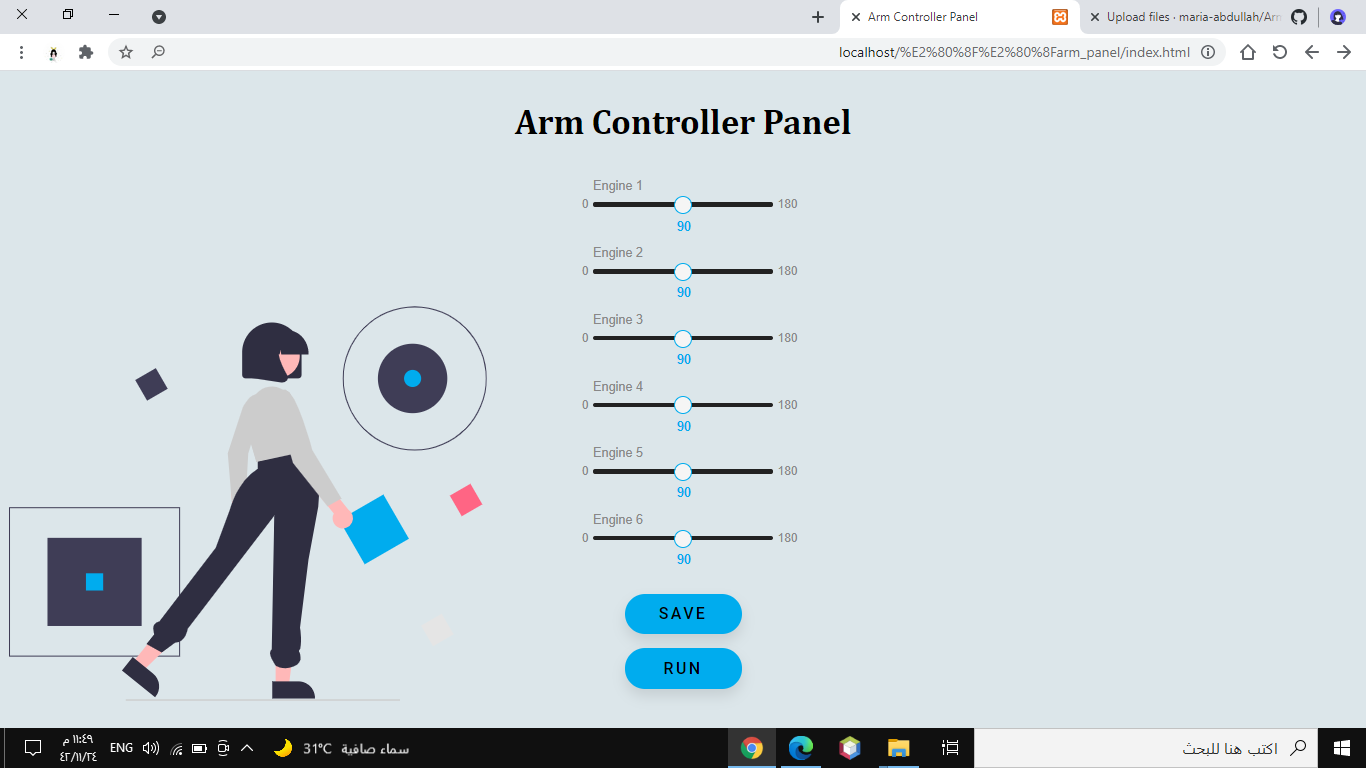 Arm Controller Panel
Upload files · maria-abdullah/Arm
localhost/%E2%80%8F%E2%80%8Farm_panel/index.html
Arm Controller Panel
Engine 1
0 180
90
Engine 2
0 180
90
Engine 3
0 180
90
Engine 4
0 180
90
Engine 5
0 180
90
Engine 6
0 180
90
SAVE
RUN
١١:٤٩ م
٤٢/١١/٢٤
ENG
31°C سماء صافية
اكتب هنا للبحث